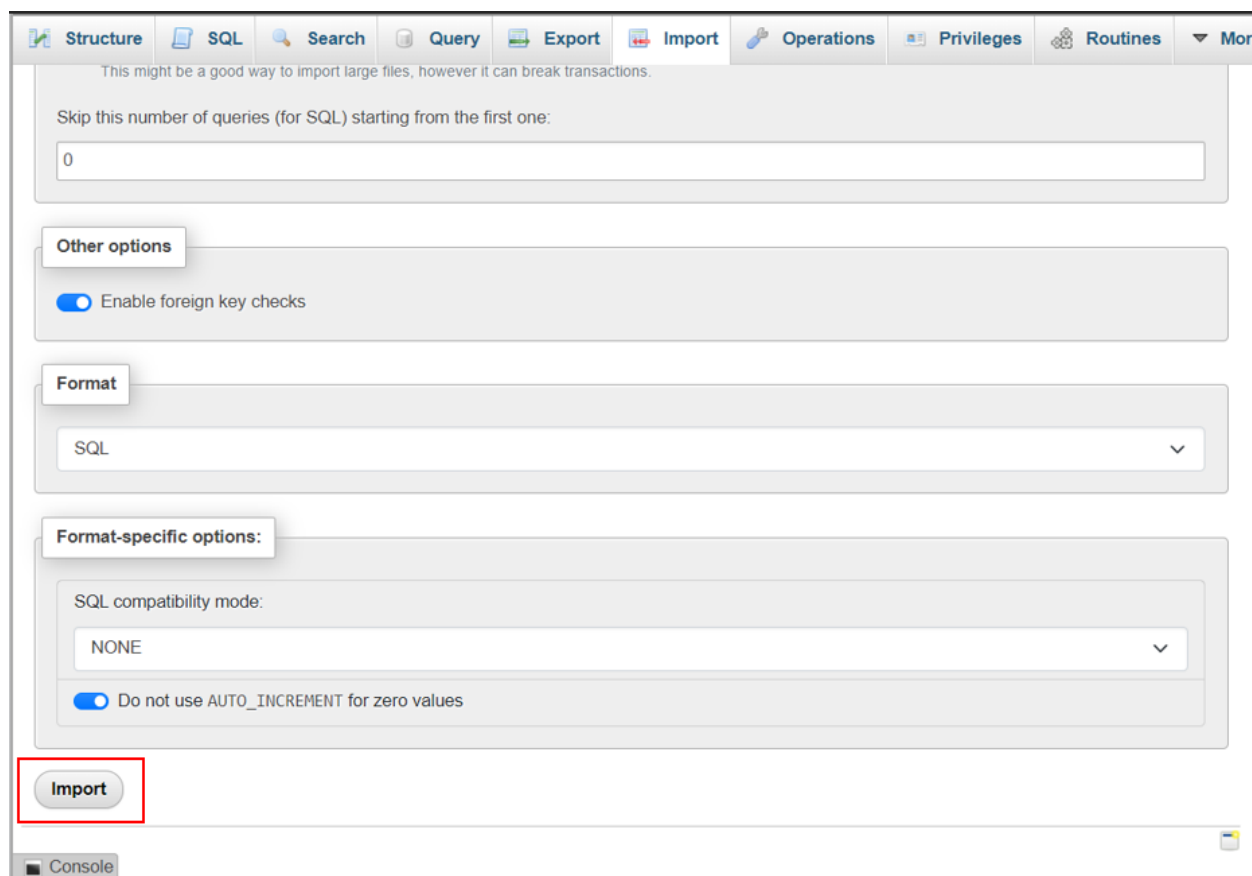 Structure SQL Search Query Export Import Operations Privileges Routines Mor
This might be a good way to import large files, however it can break transactions.
Skip this number of queries (for SQL) starting from the first one:
0
Other options
Enable foreign key checks
Format
SQL
Format-specific options:
SQL compatibility mode:
NONE
Do not use AUTO_INCREMENT for zero values
Import
Console